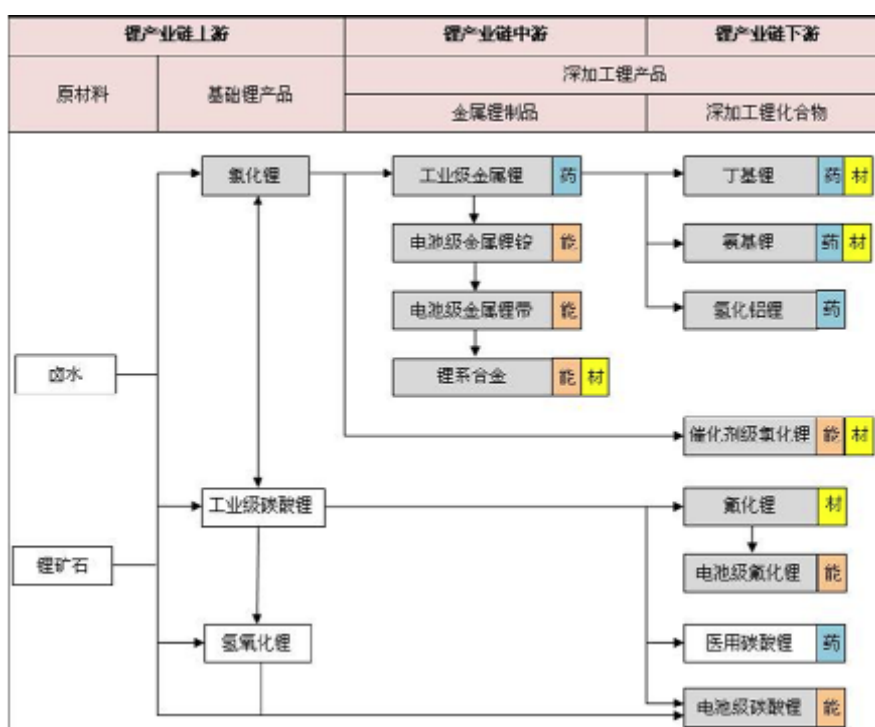 锂产业链上游 锂产业链中游 锂产业链下游
原材料 基础锂产品 深加工锂产品
金属锂制品 深加工锂化合物
氯化锂 工业级金属锂 药 丁基锂 药 材
电池级金属锂锭 能 氨基锂 药 材
电池级金属锂带 能 氢化铝锂 药
卤水 锂系合金 能 材
催化剂级氯化锂 能 材
工业级碳酸锂 氟化锂 材
锂矿石 电池级氟化锂 能
氢氧化锂 医用碳酸锂 药
电池级碳酸锂 能